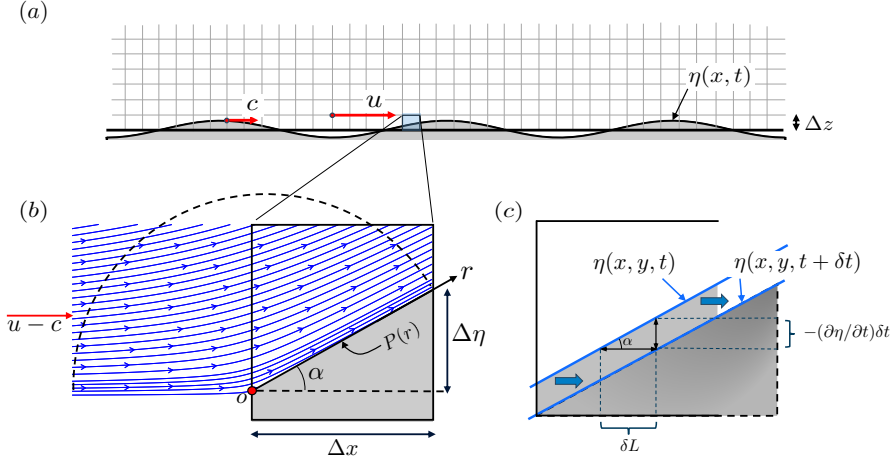 (a)
c
u
η(x, t)
Δz
(b)
u − c
r
P(r)
Δη
α
o
Δx
(c)
η(x, y, t)
η(x, y, t + δt)
α
−(∂η/∂t)δt
δL